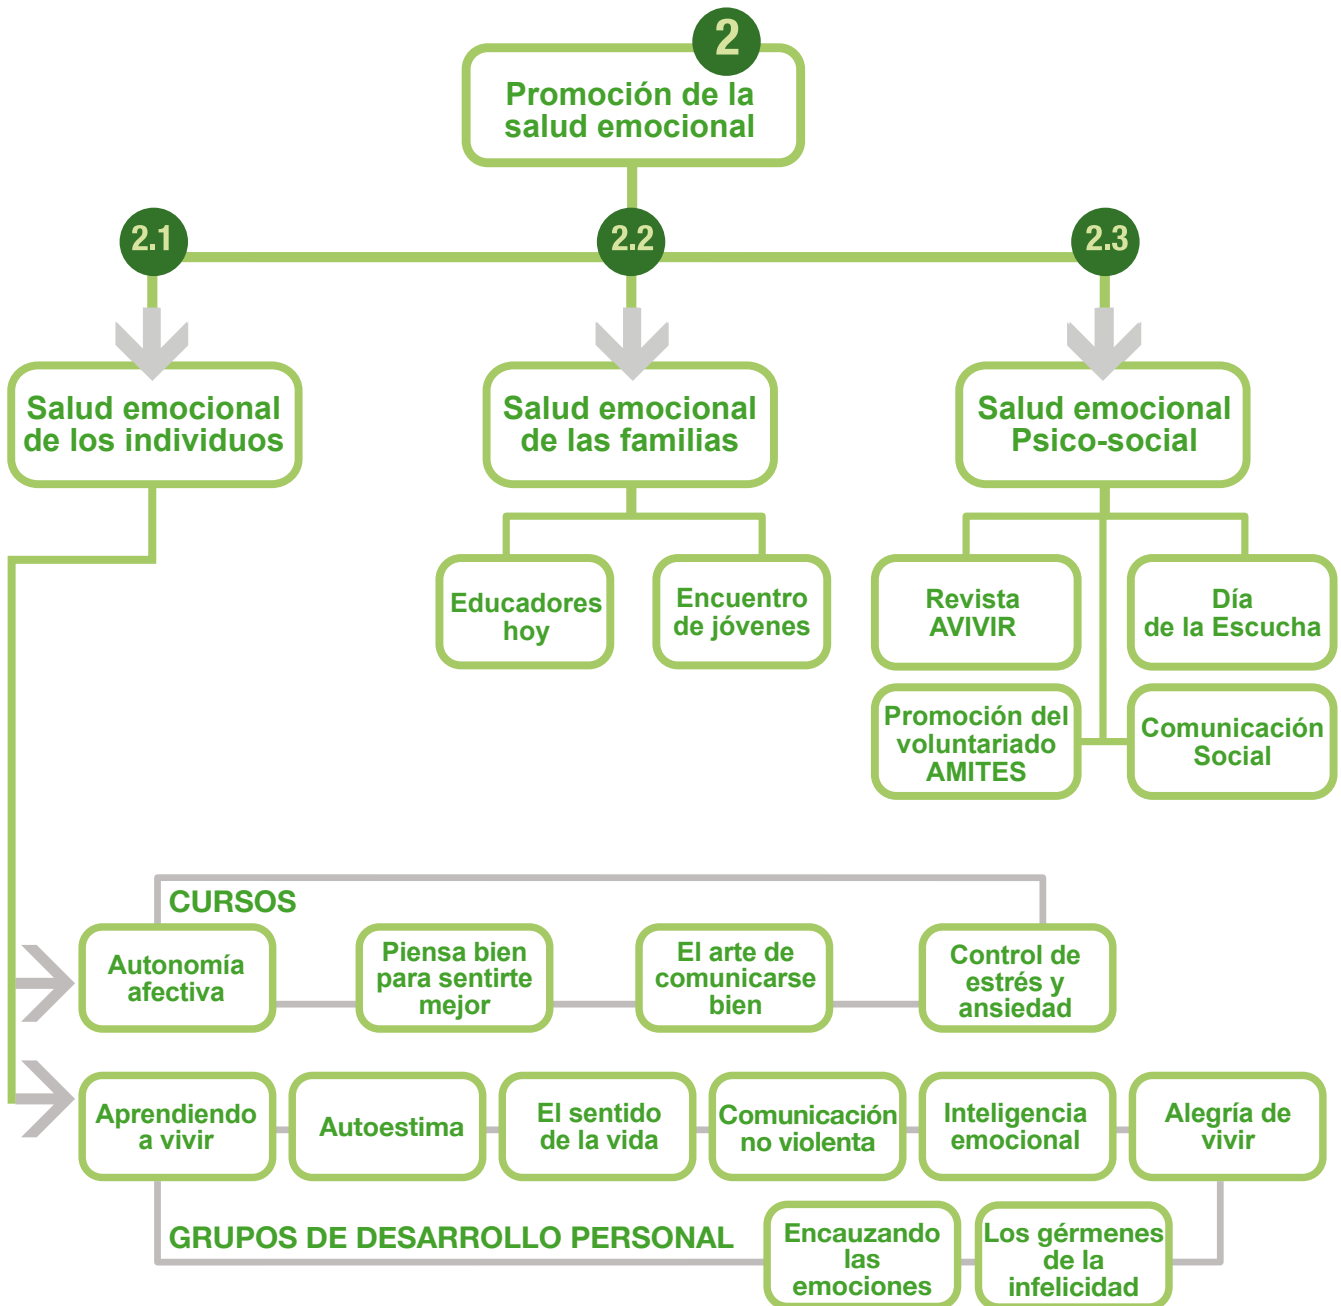 2
Promoción de la
salud emocional
2.1
2.2
2.3
Salud emocional
de los individuos
Salud emocional
de las familias
Salud emocional
Psico-social
Educadores
hoy
Encuentro
de jóvenes
Revista
AVIVIR
Día
de la Escucha
Promoción del
voluntariado
AMITES
Comunicación
Social
CURSOS
Autonomía
afectiva
Piensa bien
para sentirte
mejor
El arte de
comunicarse
bien
Control de
estrés y
ansiedad
Aprendiendo
a vivir
Autoestima
El sentido
de la vida
Comunicación
no violenta
Inteligencia
emocional
Alegría de
vivir
GRUPOS DE DESARROLLO PERSONAL
Encauzando
las
emociones
Los gérmenes
de la
infelicidad